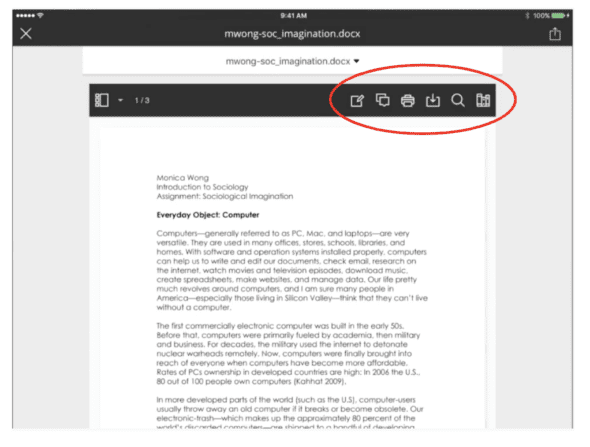 9:41 AM
100%
mwong-soc_imagination.docx
mwong-soc_imagination.docx
1 / 3
Monica Wong
Introduction to Sociology
Assignment: Sociological Imagination
Everyday Object: Computer
Computers—generally referred to as PC, Mac, and laptops—are very
versatile. They are used in many offices, stores, schools, libraries, and
homes. With software and operation systems installed properly, computers
can help us to write and edit our documents, check email, research on
the internet, watch movies and television episodes, download music,
create spreadsheets, make websites, and manage data. Our life pretty
much revolves around computers, and I am sure many people in
America—especially those living in Silicon Valley—think that they can't live
without a computer.
The first commercially electronic computer was built in the early 50s.
Before that, computers were primarily fueled by academia, then military
and business. For decades, the military used the internet to detonate
nuclear warheads remotely. Now, computers were finally brought into
reach of everyone when computers have become more affordable.
Rates of PCs ownership in developed countries are high: In 2006 the U.S.,
80 out of 100 people own computers (Kahhat 2009).
In more developed parts of the world (such as the U.S), computer-users
usually throw away an old computer if it breaks or become obsolete. Our
electronic-trash—which makes up the approximately 80 percent of the
world's discarded computers—are shipped to a handful of developing